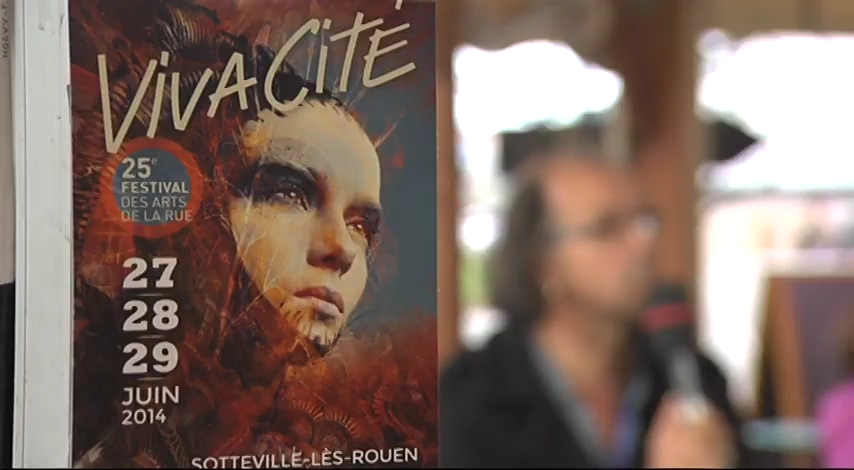 VIVACITÉ
25e
FESTIVAL
DES ARTS
DE LA RUE
27
28
29
JUIN
2014
SOTTEVILLE-LÈS-ROUEN